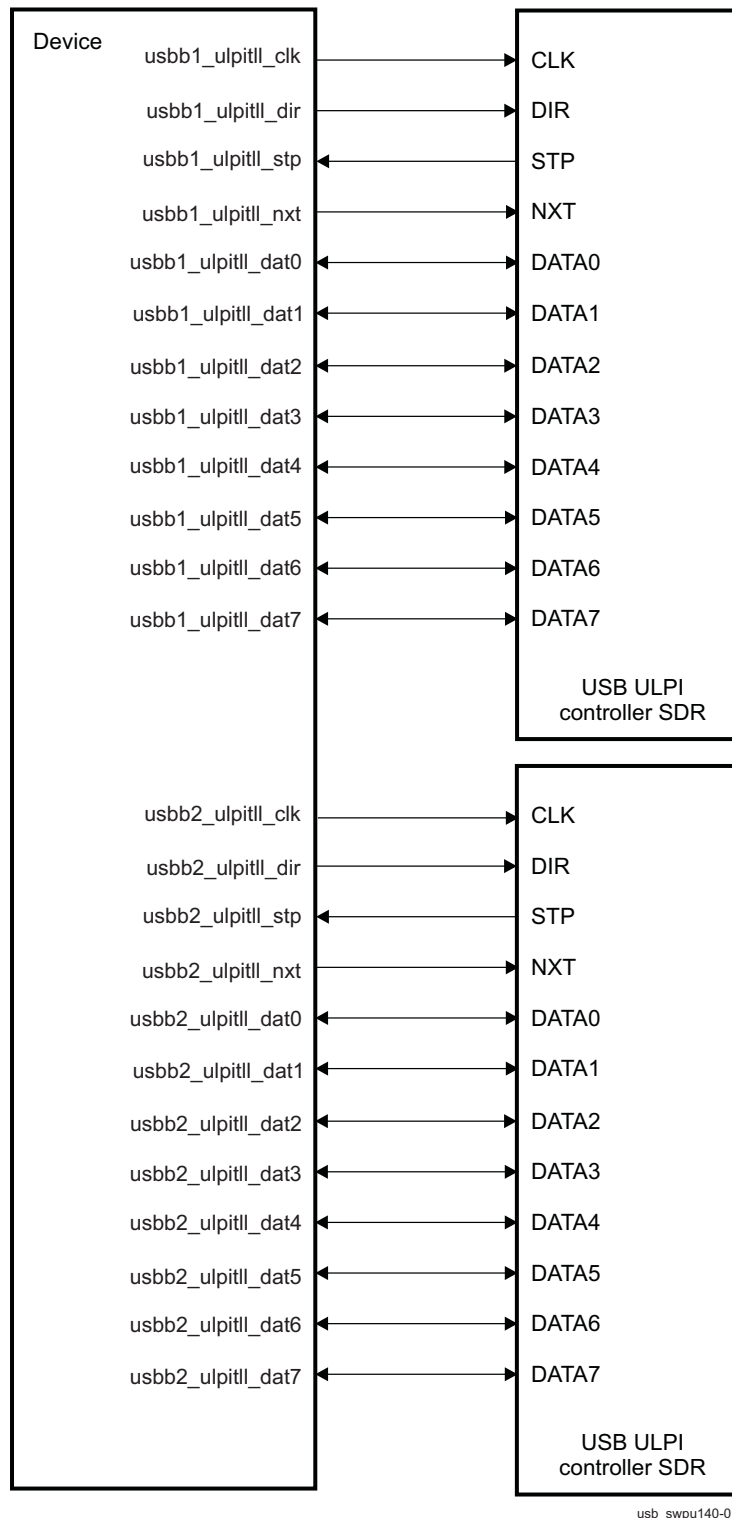 Device
usbb1_ulpitll_clk CLK
usbb1_ulpitll_dir DIR
usbb1_ulpitll_stp STP
usbb1_ulpitll_nxt NXT
usbb1_ulpitll_dat0 DATA0
usbb1_ulpitll_dat1 DATA1
usbb1_ulpitll_dat2 DATA2
usbb1_ulpitll_dat3 DATA3
usbb1_ulpitll_dat4 DATA4
usbb1_ulpitll_dat5 DATA5
usbb1_ulpitll_dat6 DATA6
usbb1_ulpitll_dat7 DATA7
USB ULPI
controller SDR
usbb2_ulpitll_clk CLK
usbb2_ulpitll_dir DIR
usbb2_ulpitll_stp STP
usbb2_ulpitll_nxt NXT
usbb2_ulpitll_dat0 DATA0
usbb2_ulpitll_dat1 DATA1
usbb2_ulpitll_dat2 DATA2
usbb2_ulpitll_dat3 DATA3
usbb2_ulpitll_dat4 DATA4
usbb2_ulpitll_dat5 DATA5
usbb2_ulpitll_dat6 DATA6
usbb2_ulpitll_dat7 DATA7
USB ULPI
controller SDR
usb_swpu140-0